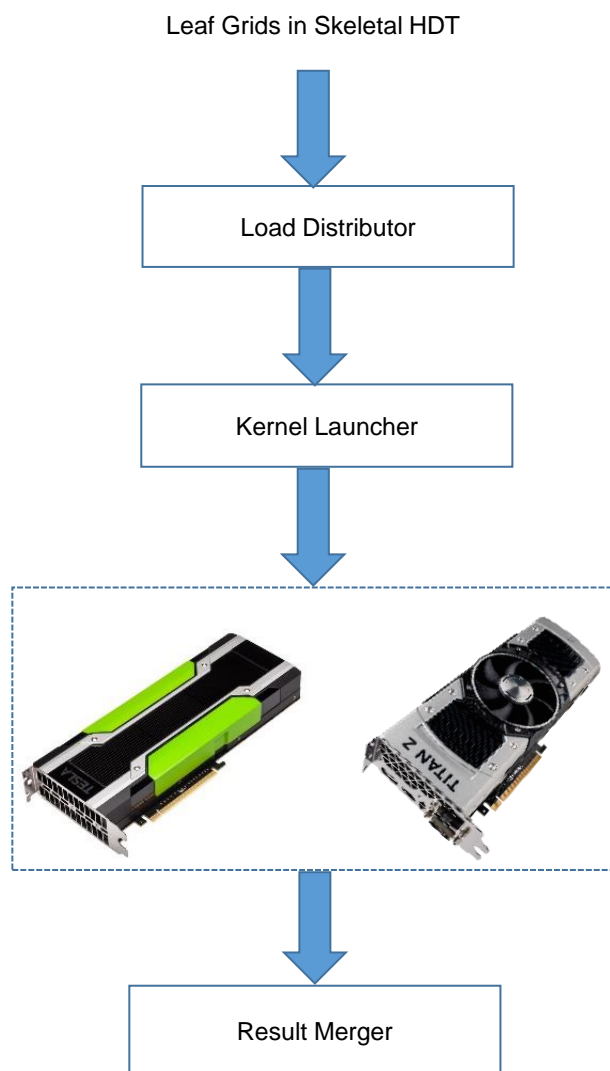 Leaf Grids in Skeletal HDT
Load Distributor
Kernel Launcher
TESLA
TITAN Z
Result Merger